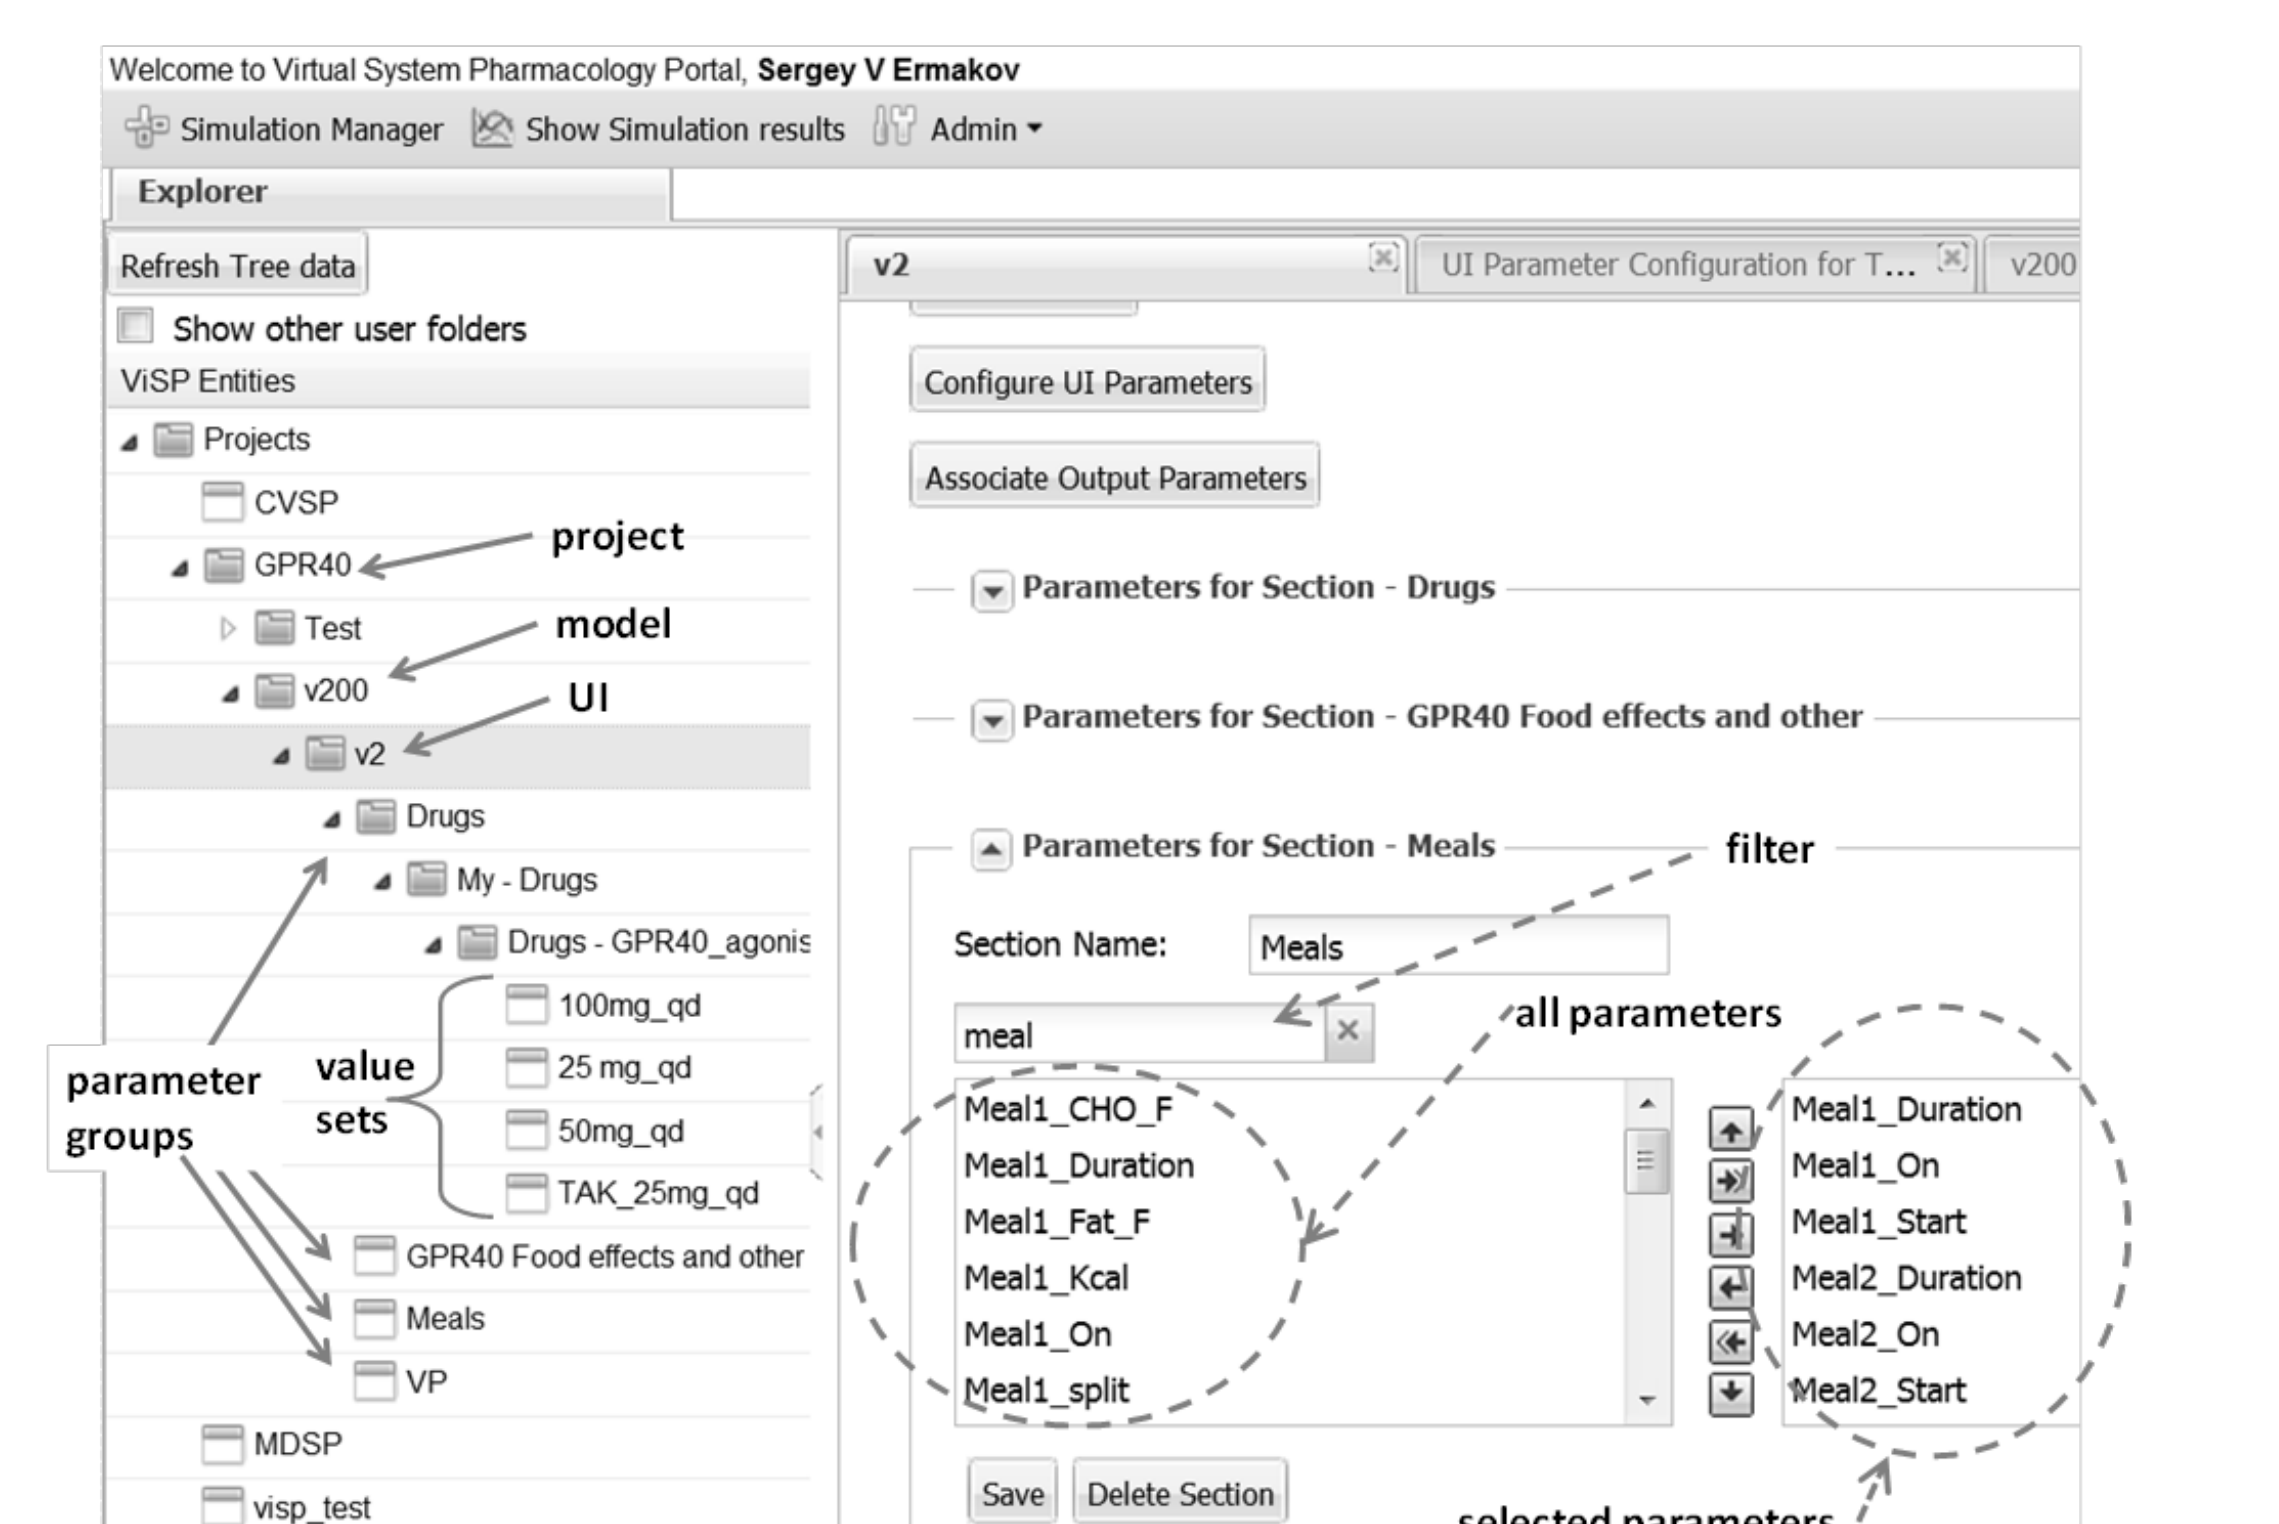 Welcome to Virtual System Pharmacology Portal, Sergey V Ermakov
Simulation Manager Show Simulation results Admin
Explorer
Refresh Tree data
Show other user folders
ViSP Entities
Projects
CVSP
GPR40
project
Test
model
v200
UI
v2
Drugs
My - Drugs
Drugs - GPR40_agonis
100mg_qd
25 mg_qd
50mg_qd
TAK_25mg_qd
value
sets
parameter
groups
GPR40 Food effects and other
Meals
VP
MDSP
visp_test
v2 UI Parameter Configuration for T... v200
Configure UI Parameters
Associate Output Parameters
Parameters for Section - Drugs
Parameters for Section - GPR40 Food effects and other
Parameters for Section - Meals
filter
Section Name: Meals
meal
all parameters
Meal1_CHO_F
Meal1_Duration
Meal1_Fat_F
Meal1_Kcal
Meal1_On
Meal1_split
Meal1_Duration
Meal1_On
Meal1_Start
Meal2_Duration
Meal2_On
Meal2_Start
Save Delete Section
selected parameters